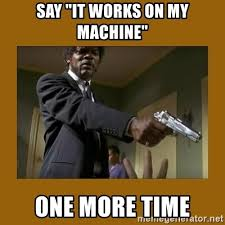 SAY "IT WORKS ON MY
MACHINE"
ONE MORE TIME
memegenerator.net